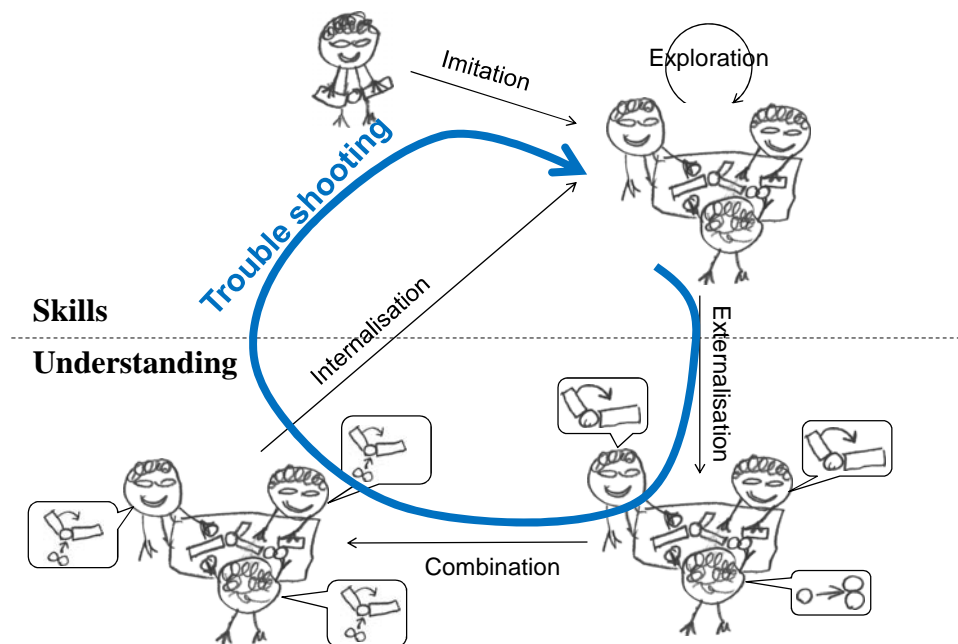 Imitation
Exploration
Trouble shooting
Skills
Understanding
Internalisation
Externalisation
Combination